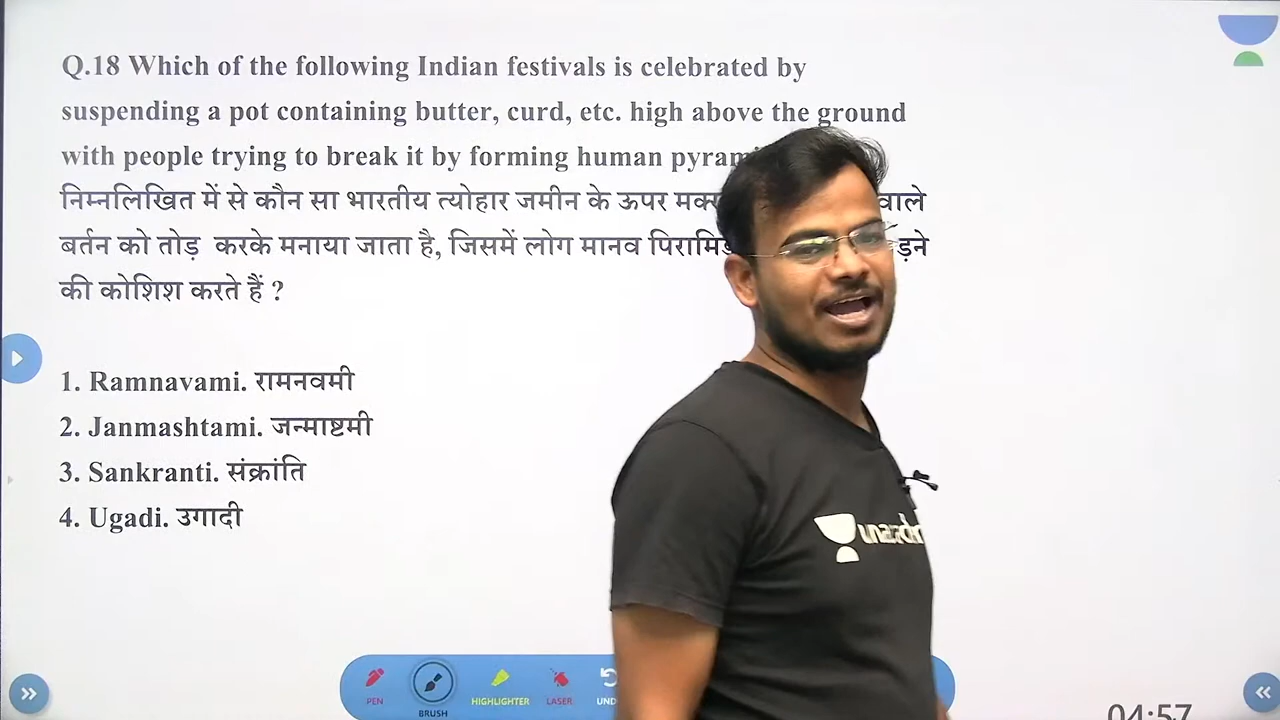 Q.18 Which of the following Indian festivals is celebrated by
suspending a pot containing butter, curd, etc. high above the ground
with people trying to break it by forming human
निम्नलिखित में से कौन सा भारतीय त्योहार जमीन के ऊपर वाले
बर्तन को तोड़ करके मनाया जाता है, जिसमें लोग मानव
की कोशिश करते हैं ?
1. Ramnavami. रामनवमी
2. Janmashtami. जन्माष्टमी
3. Sankranti. संक्रांति
4. Ugadi. उगादी
PEN
BRUSH
HIGHLIGHTER
LASER
04:57